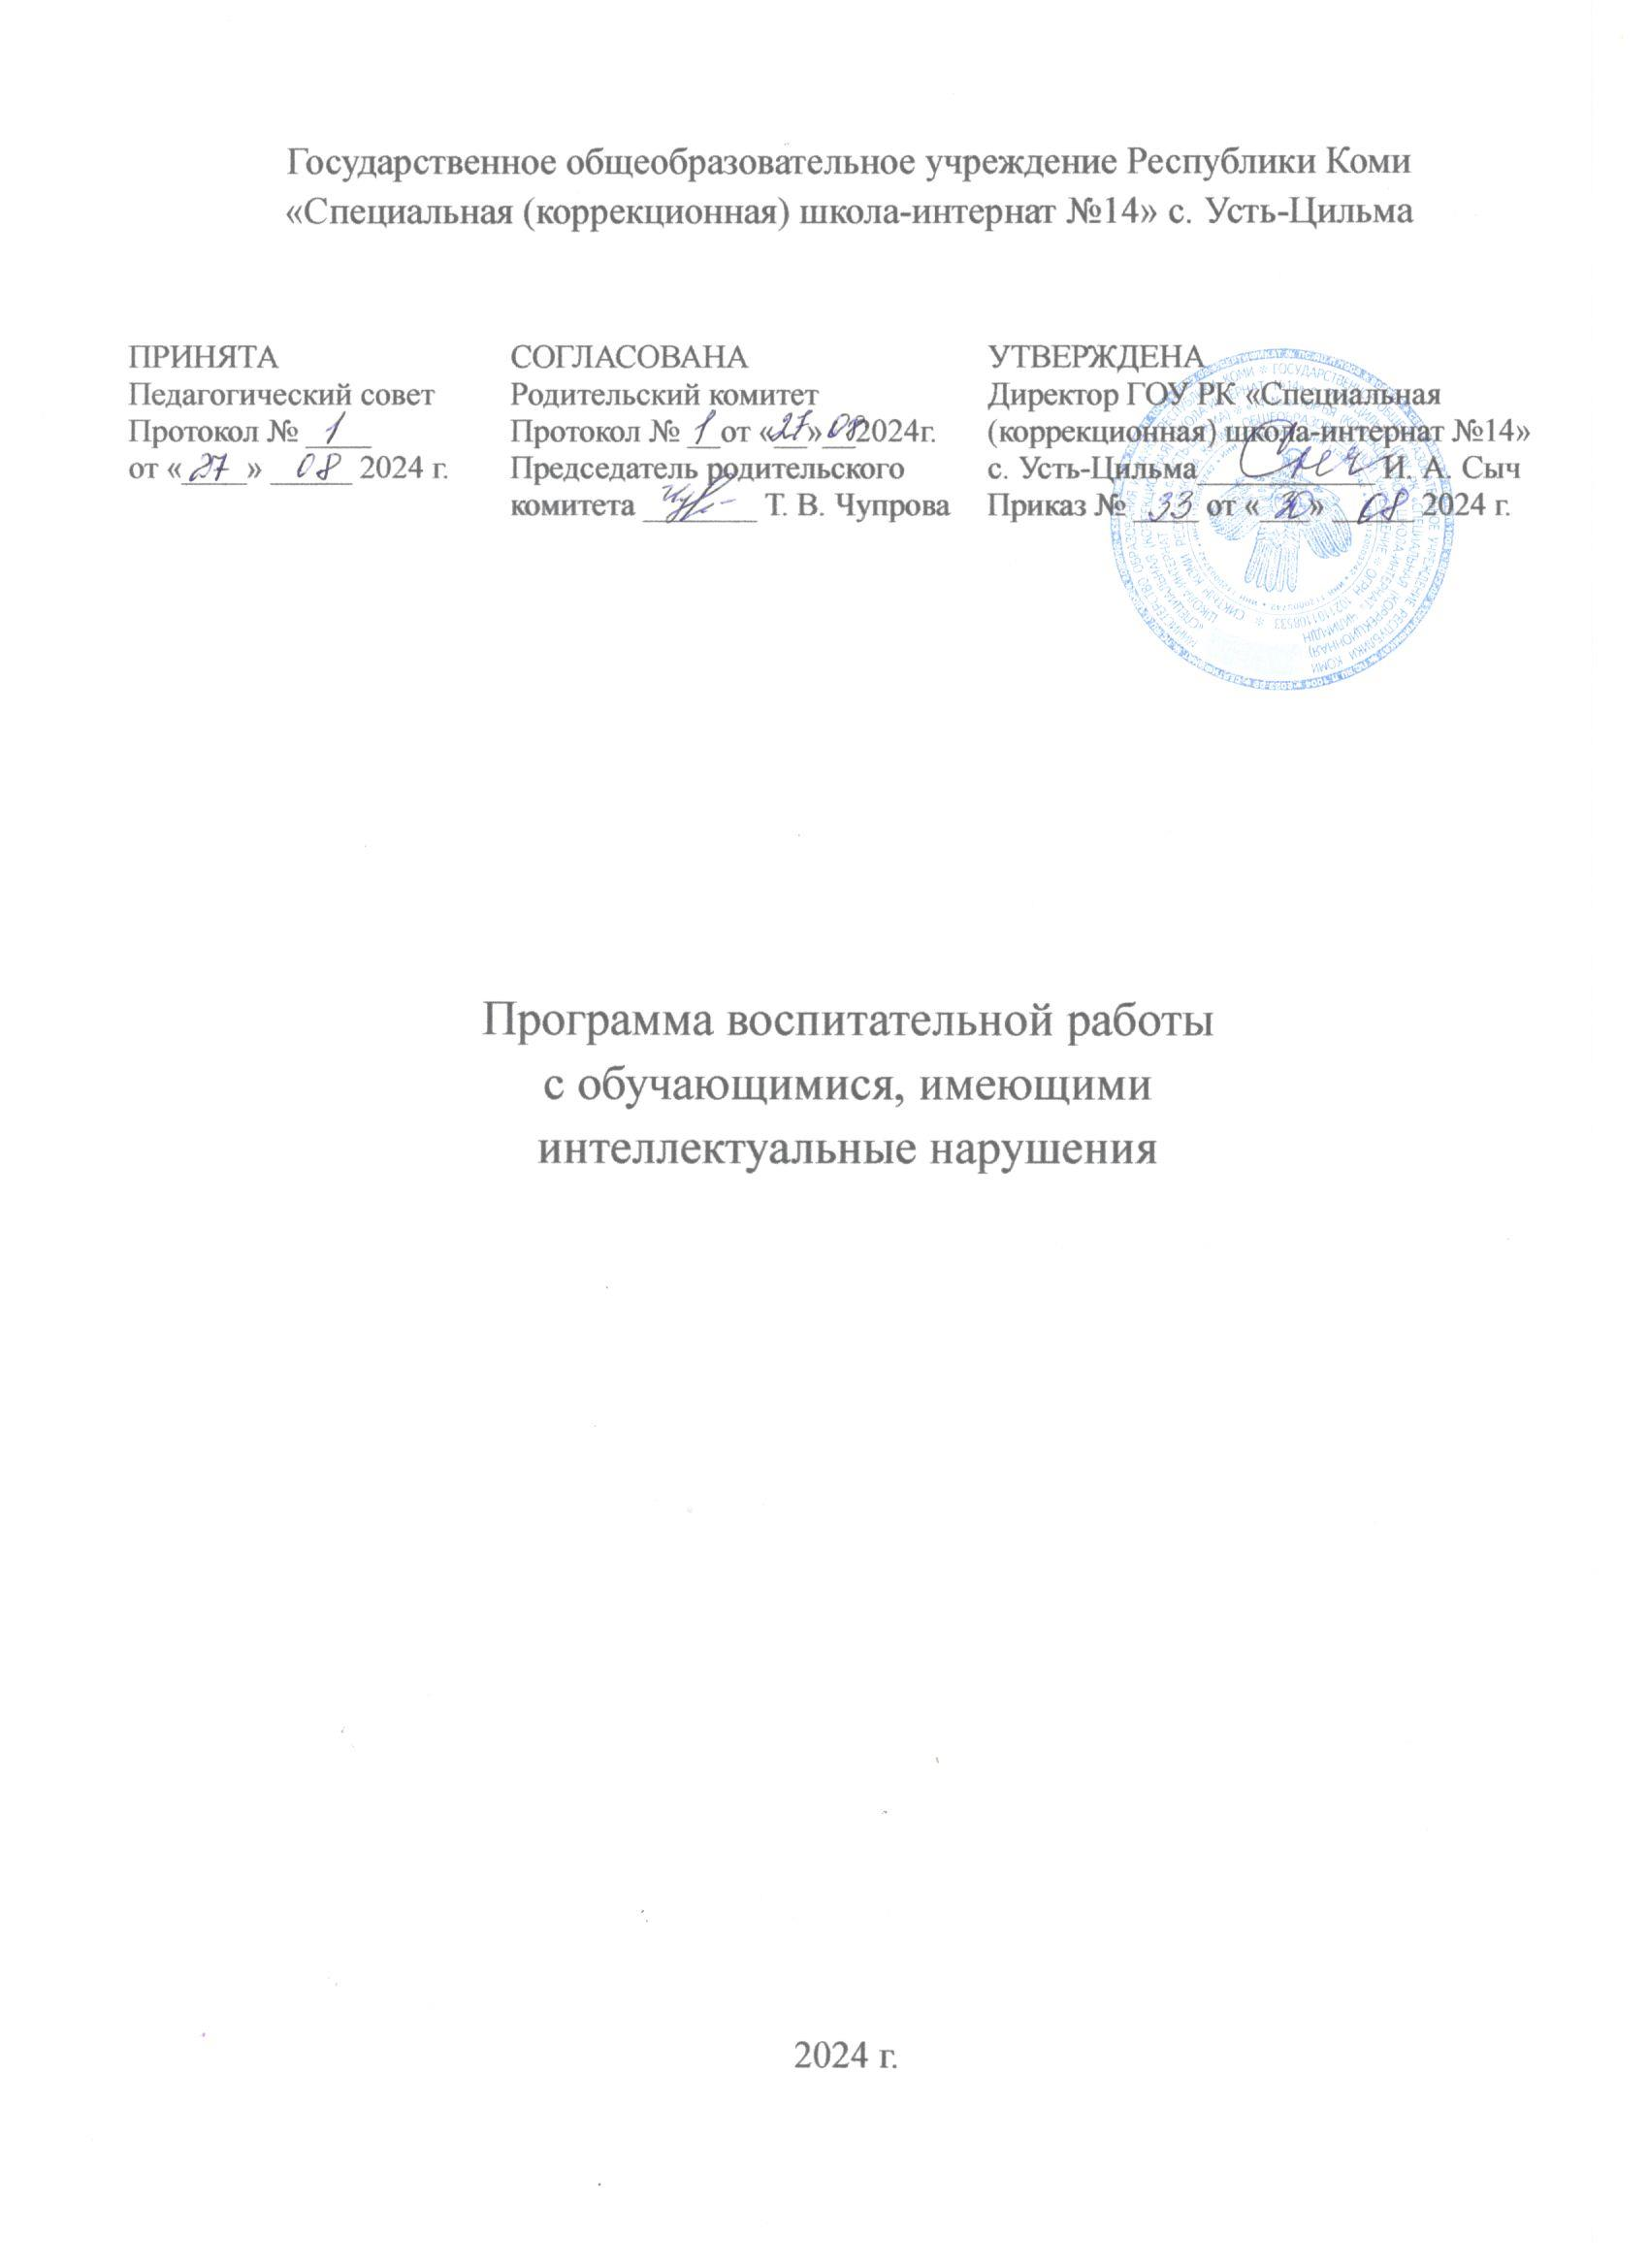 Государственное общеобразовательное учреждение Республики Коми
«Специальная (коррекционная) школа-интернат №14» с. Усть-Цильма
ПРИНЯТА
Педагогический совет
Протокол № 1
от «27» 08 2024 г.
СОГЛАСОВАНА
Родительский комитет
Протокол № 1 от «27» 08 2024г.
Председатель родительского
комитета ________ Т. В. Чупрова
УТВЕРЖДЕНА
Директор ГОУ РК «Специальная
(коррекционная) школа-интернат №14»
с. Усть-Цильма ________ И. А. Сыч
Приказ № 33 от «30» 08 2024 г.
Программа воспитательной работы
с обучающимися, имеющими
интеллектуальные нарушения
2024 г.